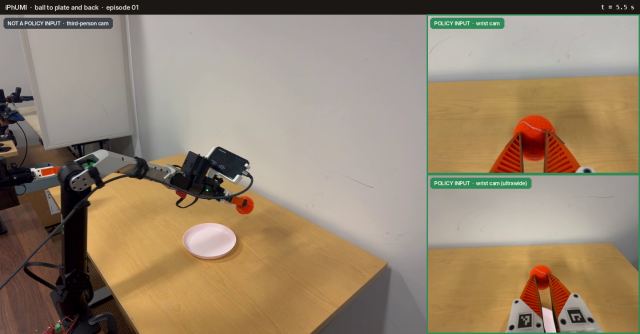 iPhUMI · ball to plate and back · episode 01
t = 5.5 s
NOT A POLICY INPUT · third-person cam
POLICY INPUT · wrist cam
POLICY INPUT · wrist cam (ultrawide)